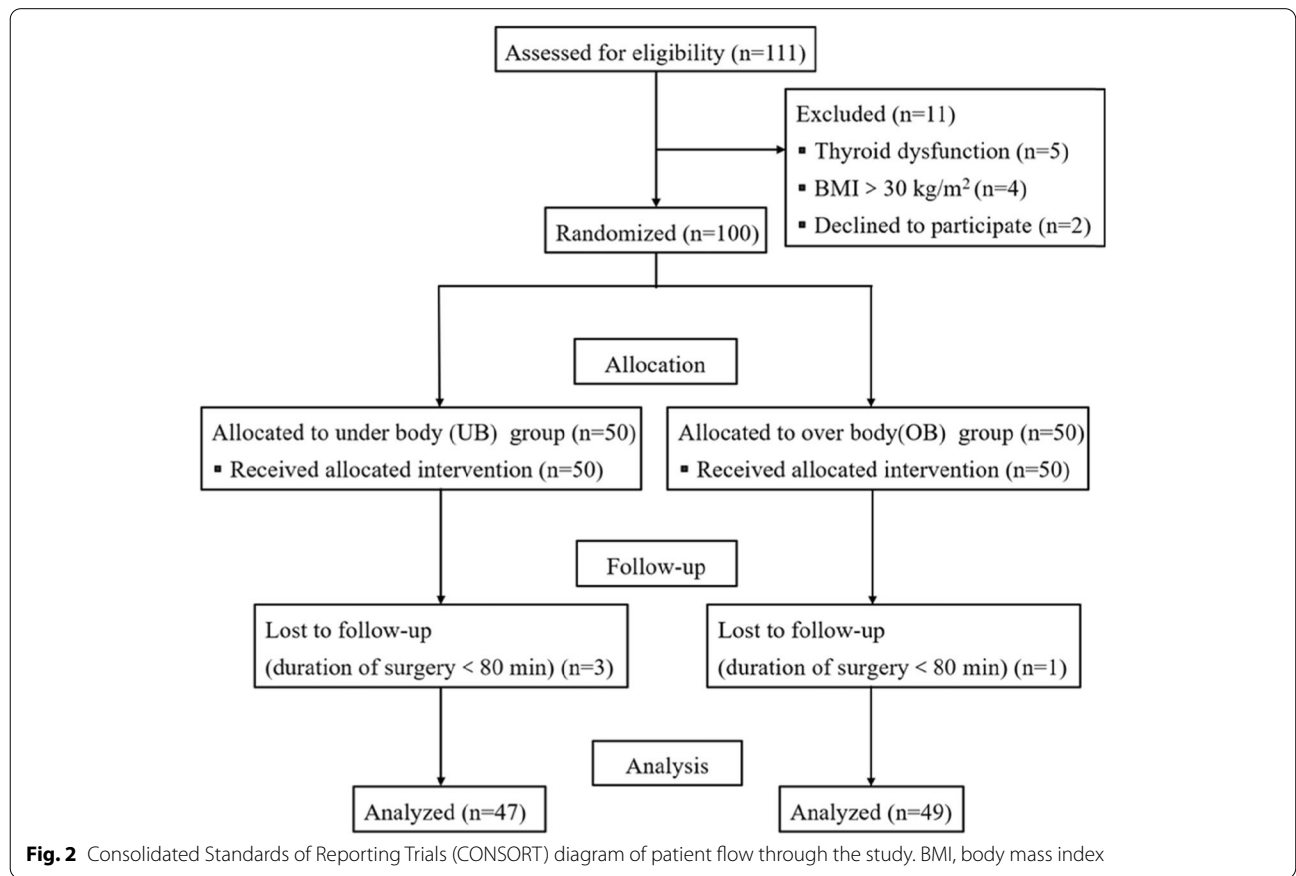 Assessed for eligibility (n=111)
Excluded (n=11)
▪ Thyroid dysfunction (n=5)
▪ BMI > 30 kg/m² (n=4)
▪ Declined to participate (n=2)
Randomized (n=100)
Allocation
Allocated to under body (UB) group (n=50)
▪ Received allocated intervention (n=50)
Allocated to over body(OB) group (n=50)
▪ Received allocated intervention (n=50)
Follow-up
Lost to follow-up
(duration of surgery < 80 min) (n=3)
Lost to follow-up
(duration of surgery < 80 min) (n=1)
Analysis
Analyzed (n=47)
Analyzed (n=49)
Fig. 2 Consolidated Standards of Reporting Trials (CONSORT) diagram of patient flow through the study. BMI, body mass index